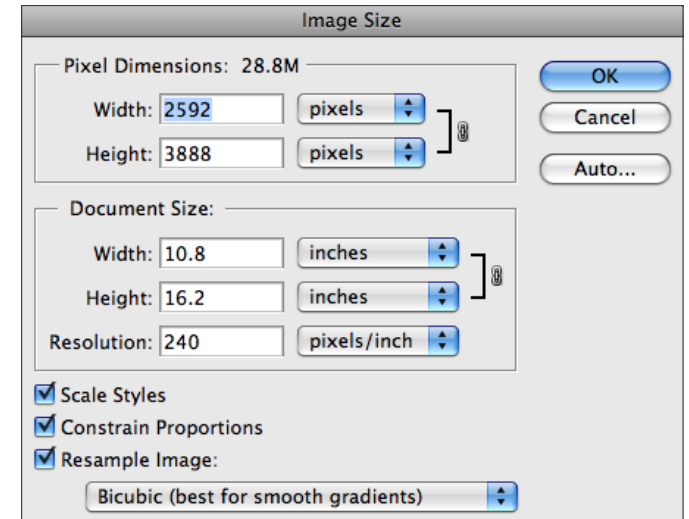 Image Size
Pixel Dimensions: 28.8M
OK
Width: 2592 pixels
Cancel
Height: 3888 pixels
Auto...
Document Size:
Width: 10.8 inches
Height: 16.2 inches
Resolution: 240 pixels/inch
Scale Styles
Constrain Proportions
Resample Image:
Bicubic (best for smooth gradients)